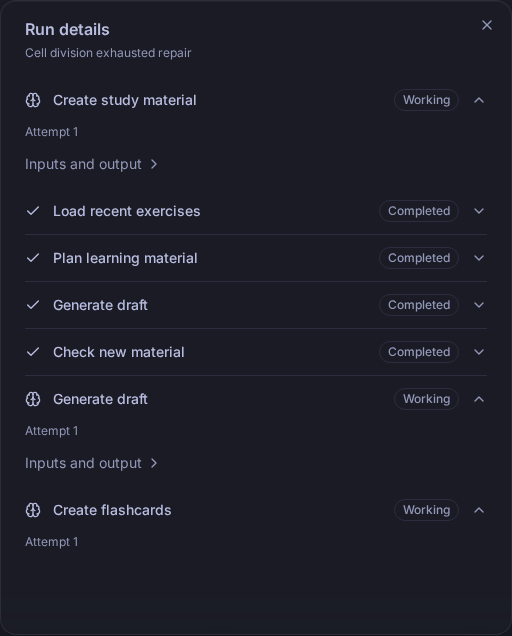 Run details
Cell division exhausted repair
Create study material Working
Attempt 1
Inputs and output
Load recent exercises Completed
Plan learning material Completed
Generate draft Completed
Check new material Completed
Generate draft Working
Attempt 1
Inputs and output
Create flashcards Working
Attempt 1